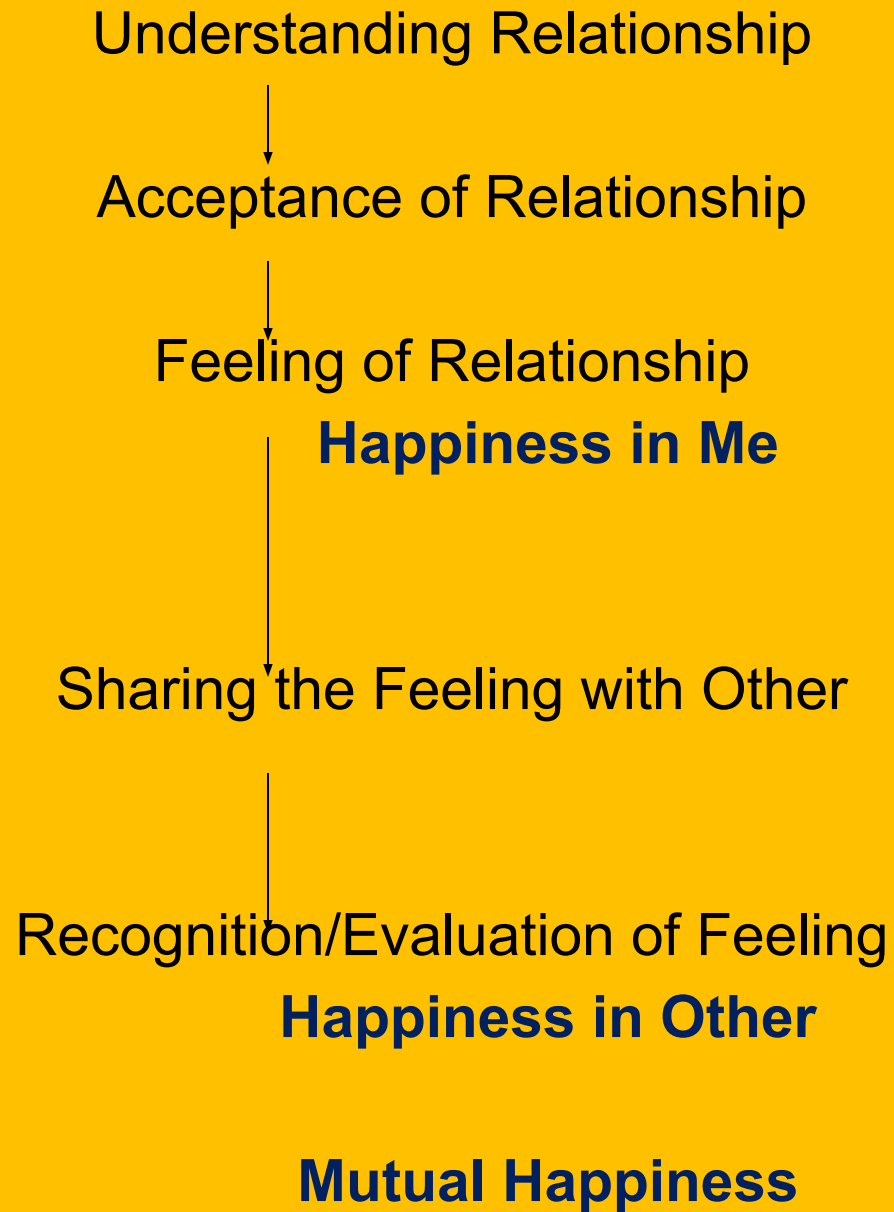 Understanding Relationship
Acceptance of Relationship
Feeling of Relationship
Happiness in Me
Sharing the Feeling with Other
Recognition/Evaluation of Feeling
Happiness in Other
Mutual Happiness